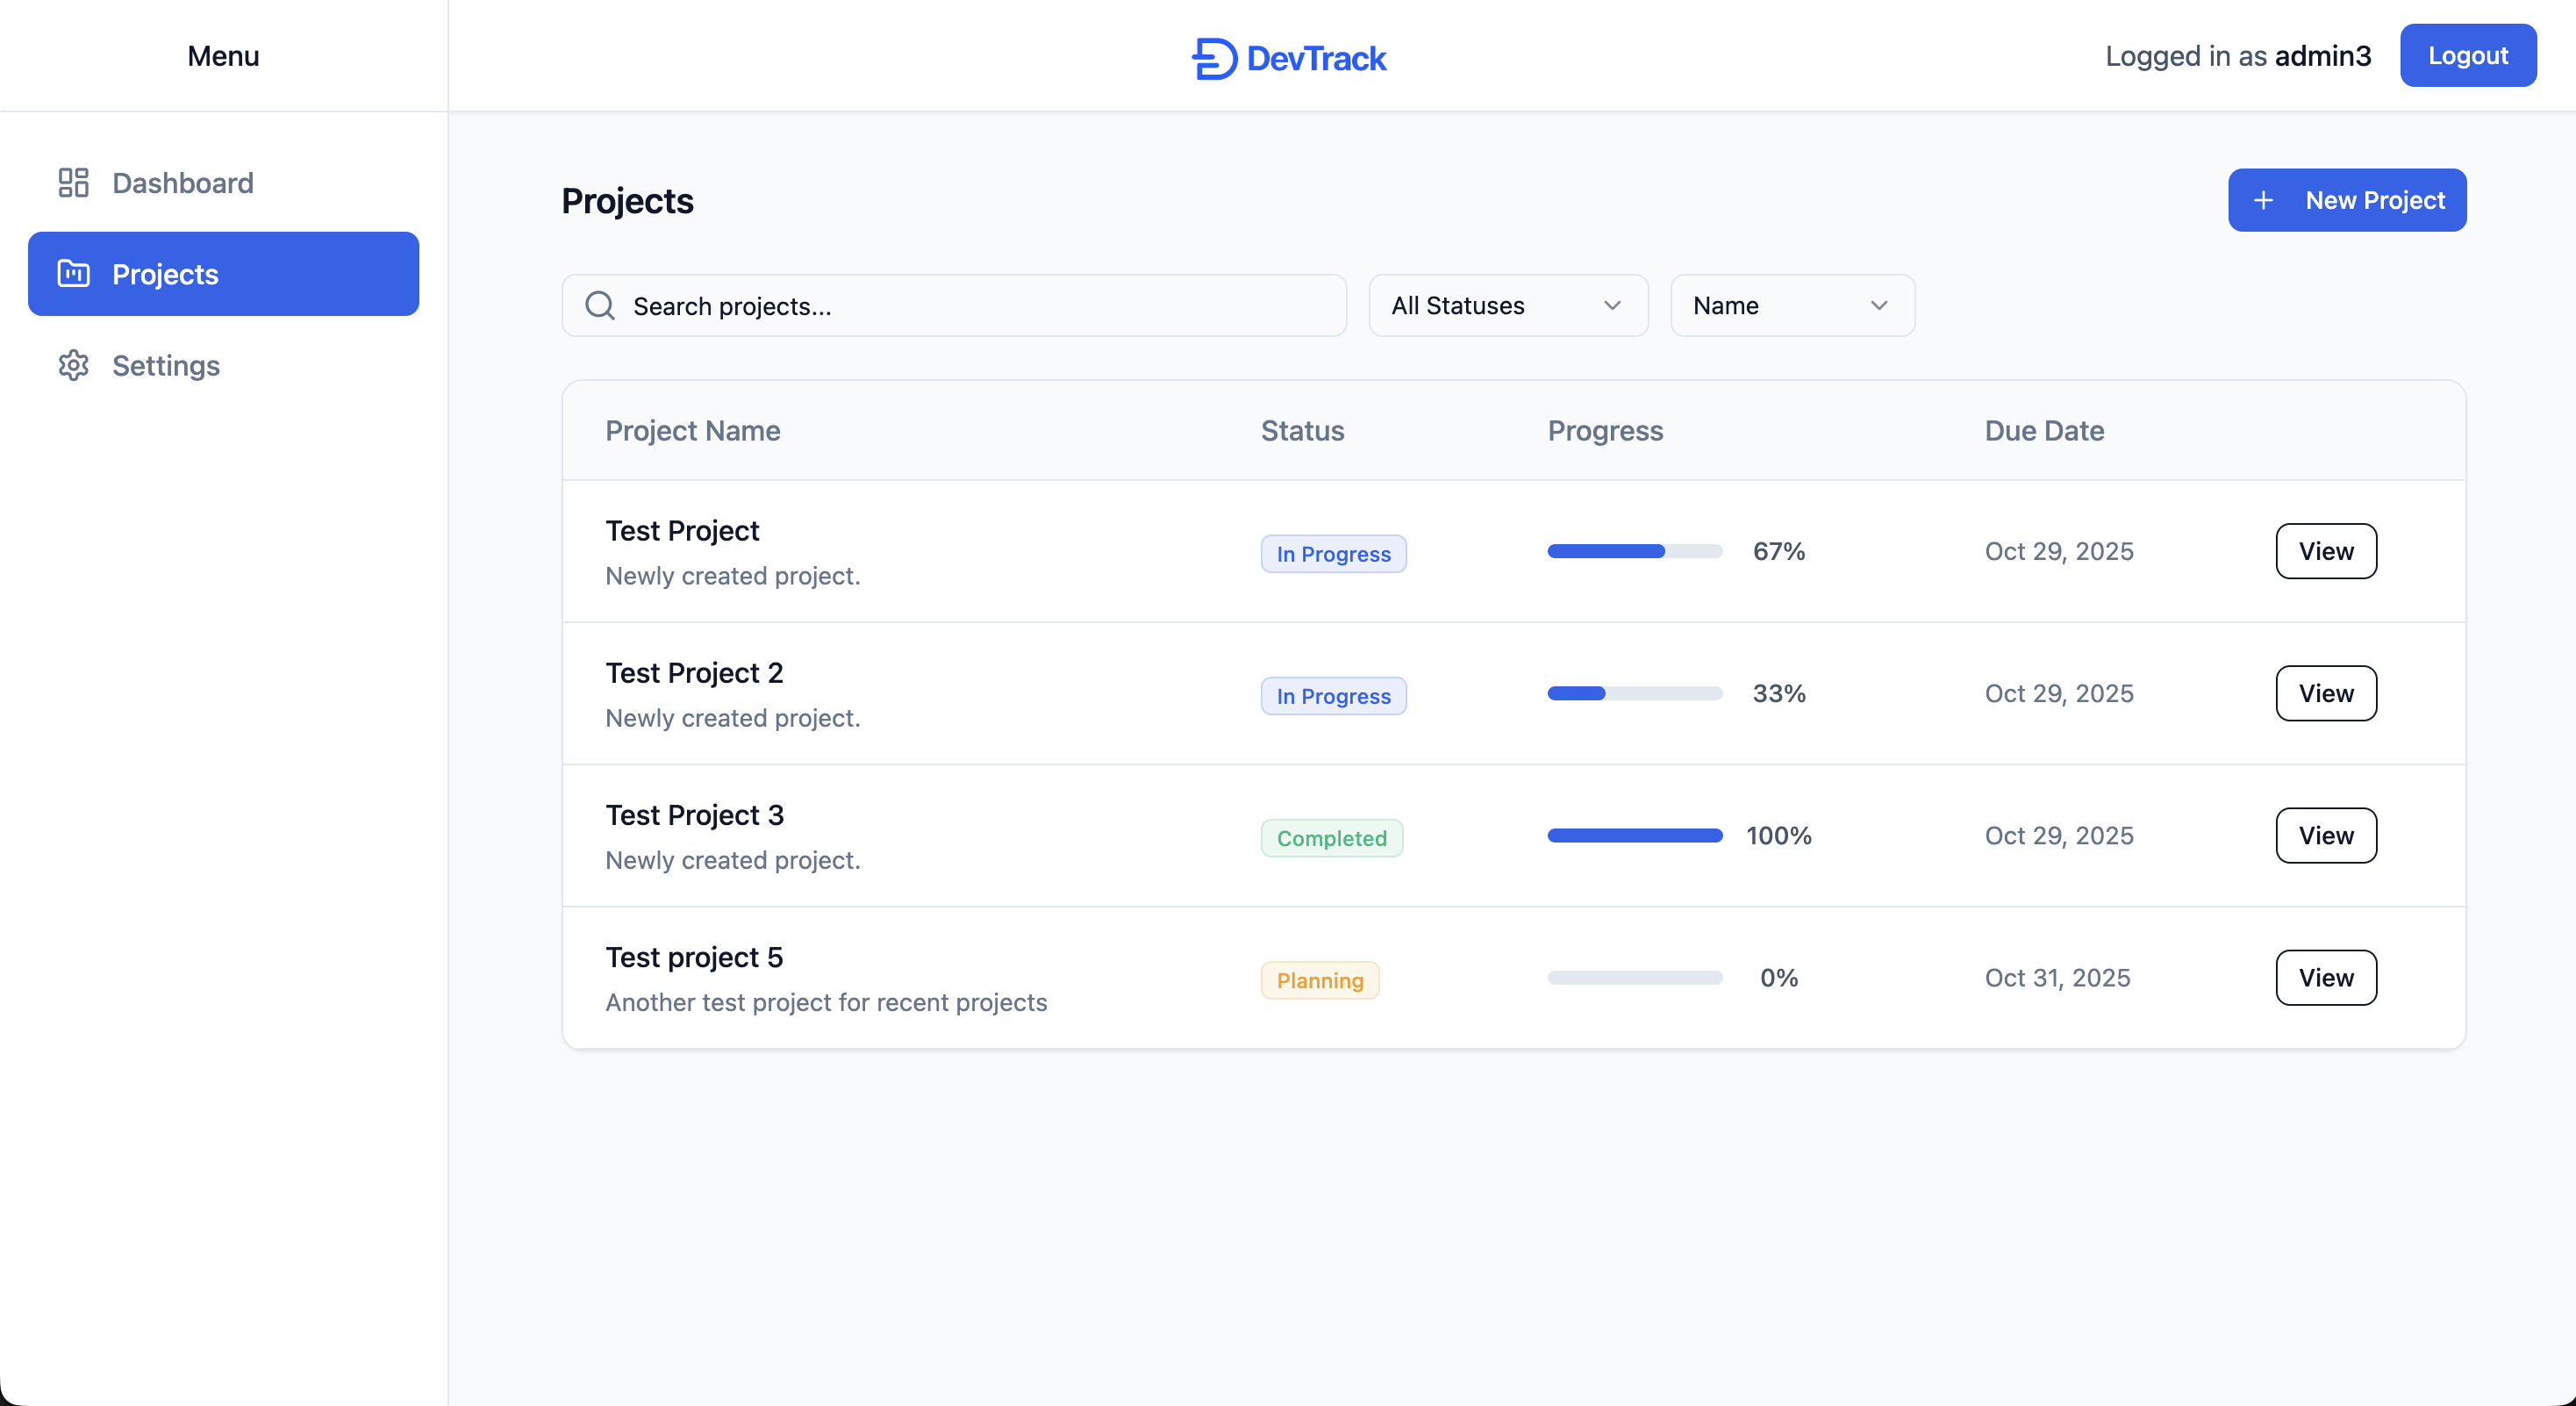 Menu
DevTrack
Logged in as admin3
Logout
Dashboard
Projects
Settings
Projects
New Project
Search projects...
All Statuses
Name
Project Name Status Progress Due Date
Test Project
Newly created project.
In Progress 67% Oct 29, 2025 View
Test Project 2
Newly created project.
In Progress 33% Oct 29, 2025 View
Test Project 3
Newly created project.
Completed 100% Oct 29, 2025 View
Test project 5
Another test project for recent projects
Planning 0% Oct 31, 2025 View